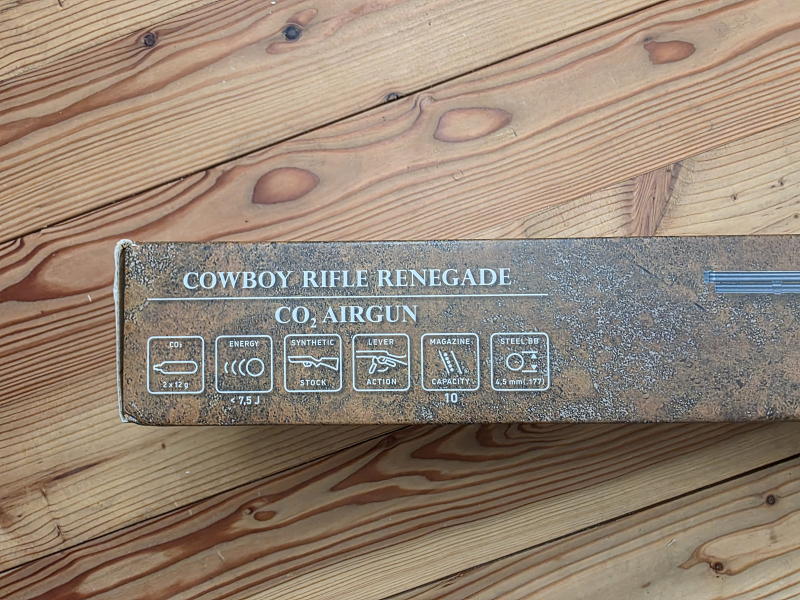 COWBOY RIFLE RENEGADE
CO₂ AIRGUN
CO₂
2 x 12 g
ENERGY
< 7,5 J
SYNTHETIC
STOCK
LEVER
ACTION
MAGAZINE
CAPACITY
10
STEEL BB
4,5 mm(.177)